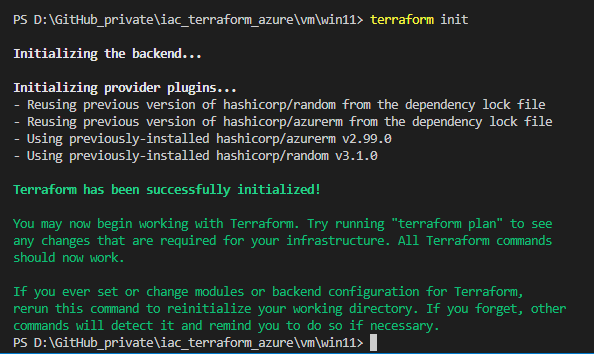 PS D:\GitHub_private\iac_terraform_azure\vm\win11> terraform init
Initializing the backend...
Initializing provider plugins...
- Reusing previous version of hashicorp/random from the dependency lock file
- Reusing previous version of hashicorp/azurerm from the dependency lock file
- Using previously-installed hashicorp/azurerm v2.99.0
- Using previously-installed hashicorp/random v3.1.0
Terraform has been successfully initialized!
You may now begin working with Terraform. Try running "terraform plan" to see
any changes that are required for your infrastructure. All Terraform commands
should now work.
If you ever set or change modules or backend configuration for Terraform,
rerun this command to reinitialize your working directory. If you forget, other
commands will detect it and remind you to do so if necessary.
PS D:\GitHub_private\iac_terraform_azure\vm\win11>